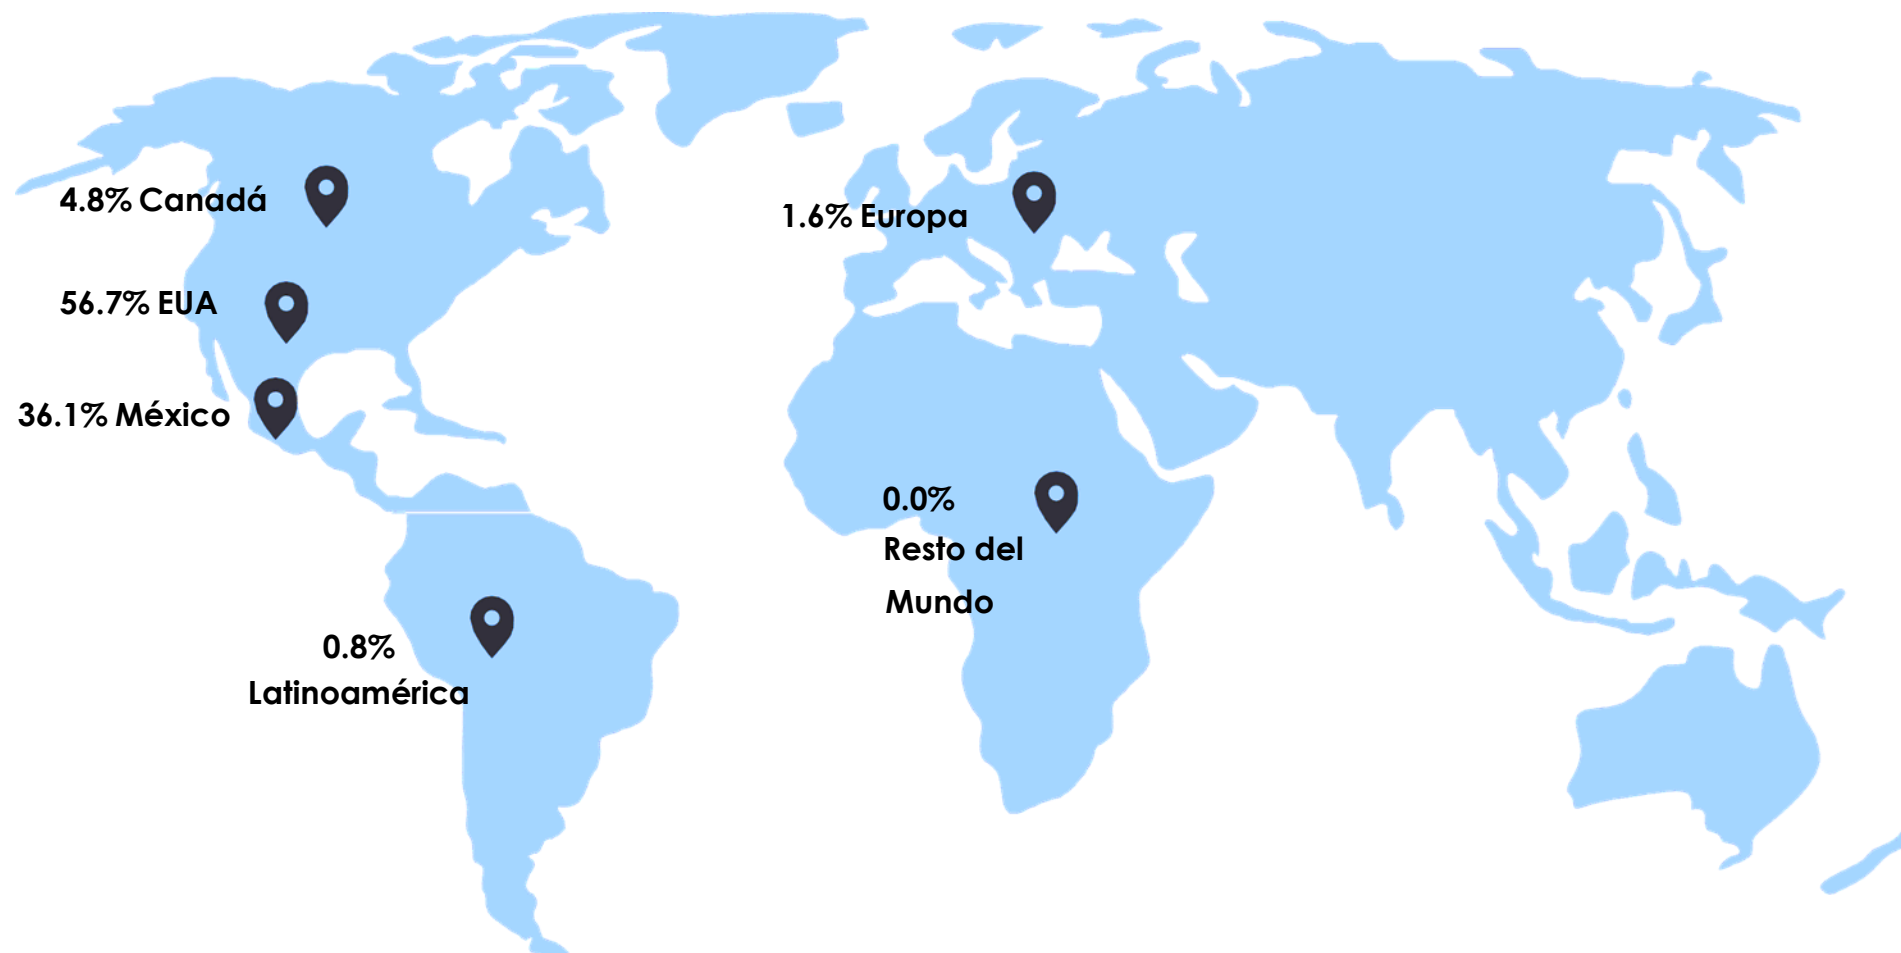 4.8% Canadá
1.6% Europa
56.7% EUA
36.1% México
0.0%
Resto del
Mundo
0.8%
Latinoamérica